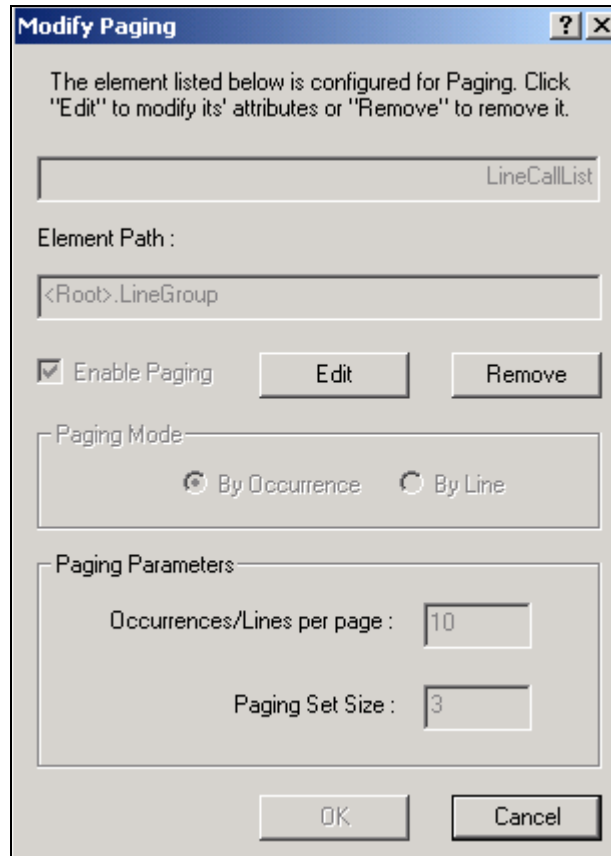 Modify Paging
The element listed below is configured for Paging. Click
"Edit" to modify its' attributes or "Remove" to remove it.
LineCallList
Element Path :
<Root>.LineGroup
Enable Paging
Edit
Remove
Paging Mode
By Occurrence
By Line
Paging Parameters
Occurrences/Lines per page :
10
Paging Set Size :
3
OK
Cancel